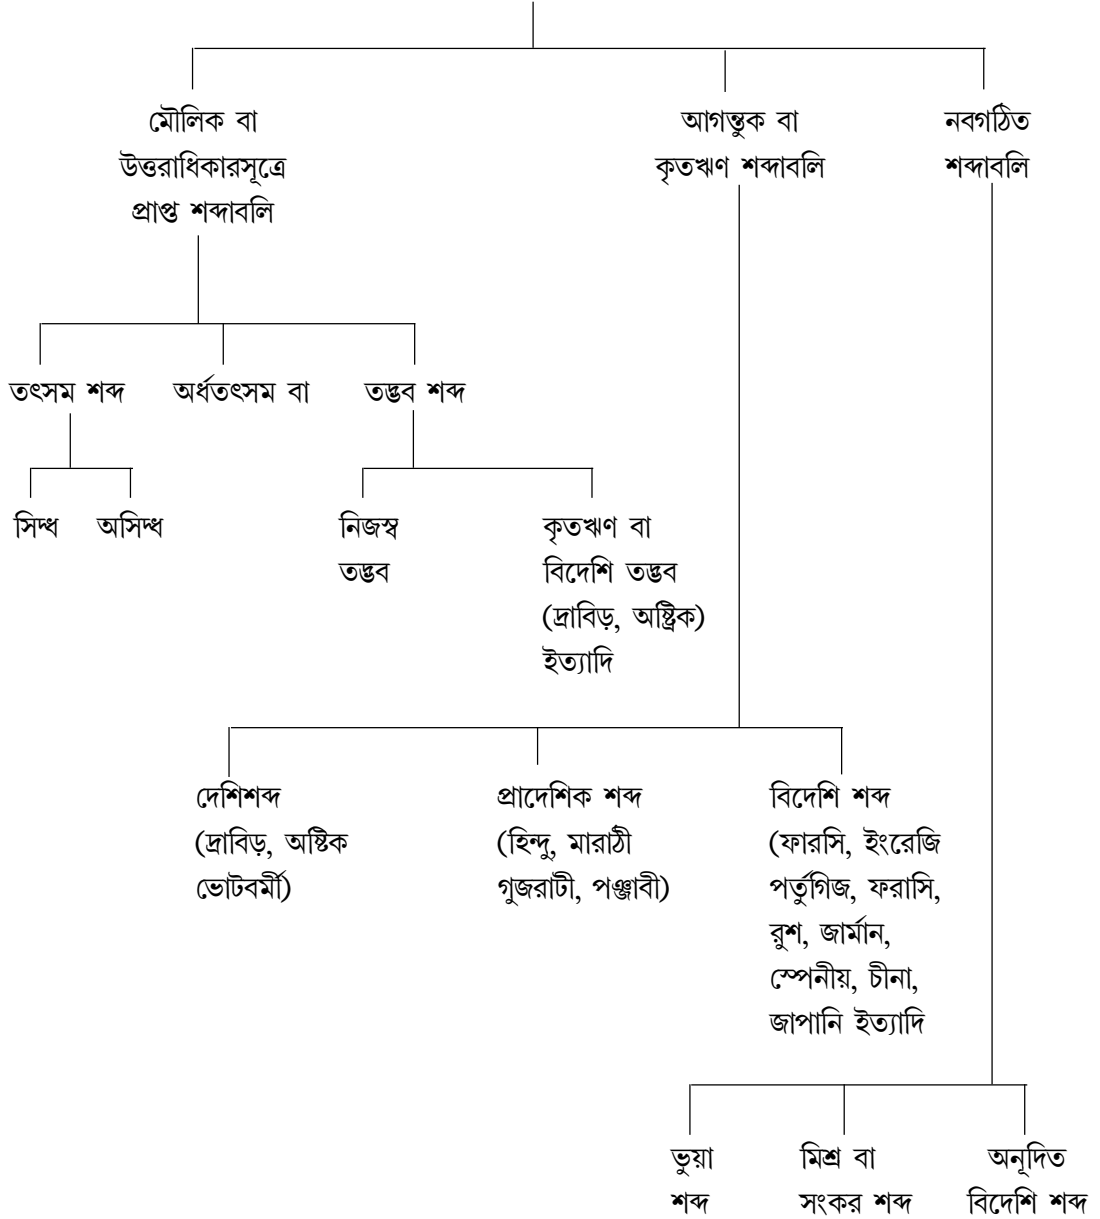 মৌলিক বা
উত্তরাধিকারসূত্রে
প্রাপ্ত শব্দাবলি
আগন্তুক বা
কৃতঋণ শব্দাবলি
নবগঠিত
শব্দাবলি
তৎসম শব্দ
অর্ধতৎসম বা
তদ্ভব শব্দ
সিদ্ধ
অসিদ্ধ
নিজস্ব
তদ্ভব
কৃতঋণ বা
বিদেশি তদ্ভব
(দ্রাবিড়, অষ্ট্রিক)
ইত্যাদি
দেশিশব্দ
(দ্রাবিড়, অষ্টিক
ভোটবর্মী)
প্রাদেশিক শব্দ
(হিন্দু, মারাঠী
গুজরাটী, পঞ্জাবী)
বিদেশি শব্দ
(ফারসি, ইংরেজি
পর্তুগিজ, ফরাসি,
রুশ, জার্মান,
স্পেনীয়, চীনা,
জাপানি ইত্যাদি
ভুয়া
শব্দ
মিশ্র বা
সংকর শব্দ
অনূদিত
বিদেশি শব্দ